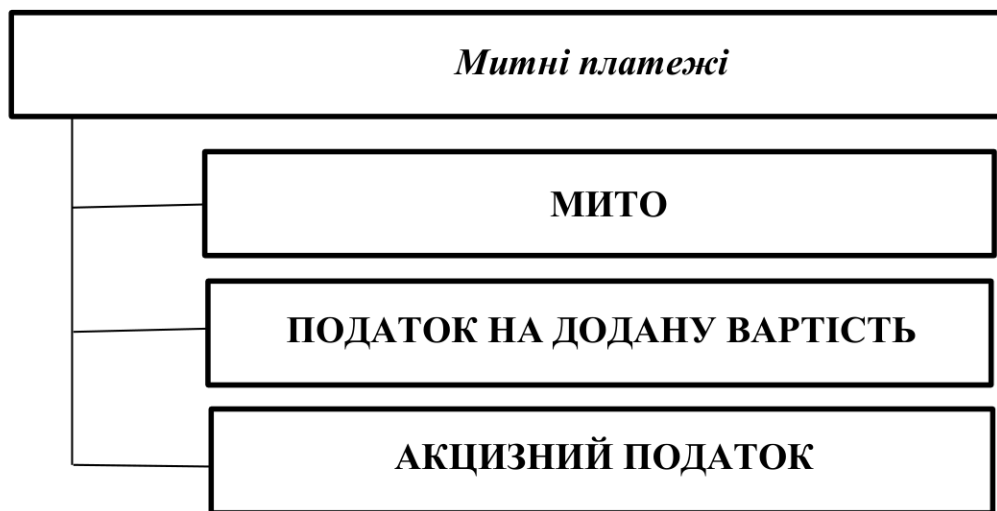 Митні платежі
МИТО
ПОДАТОК НА ДОДАНУ ВАРТІСТЬ
АКЦИЗНИЙ ПОДАТОК